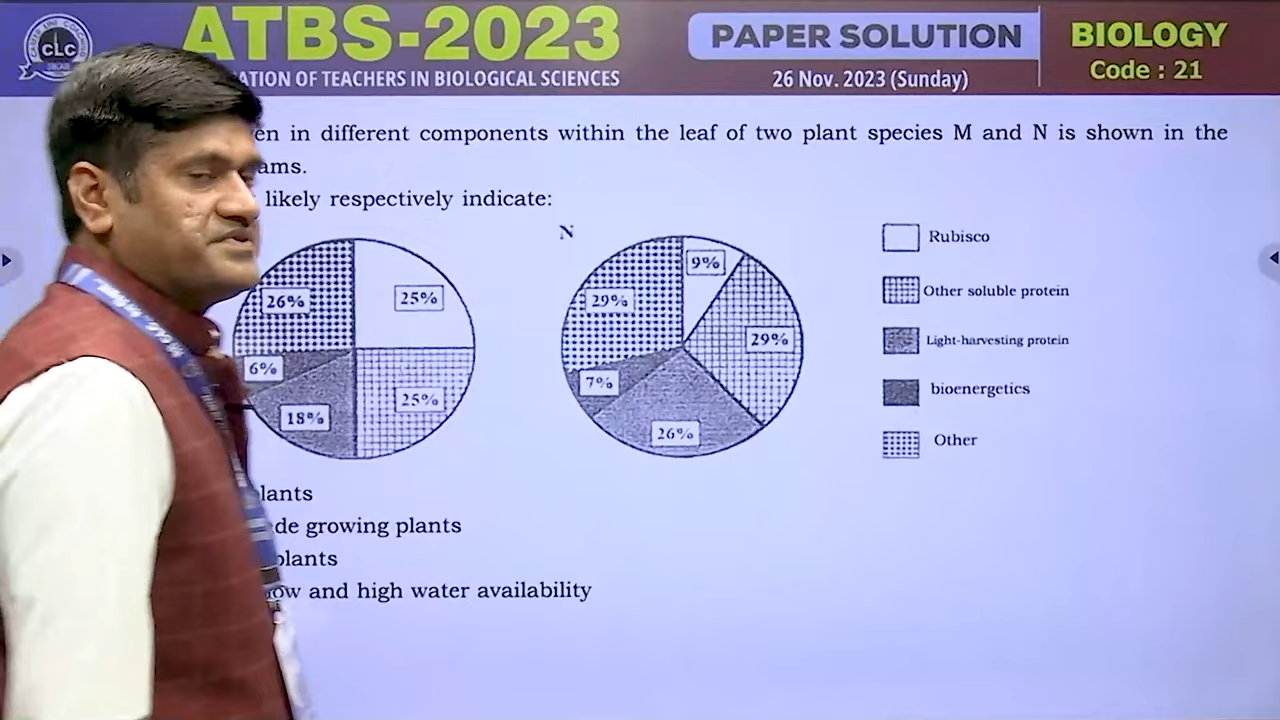 ATBS-2023
PAPER SOLUTION
BIOLOGY
CLC
ATION OF TEACHERS IN BIOLOGICAL SCIENCES
26 Nov. 2023 (Sunday)
Code : 21
en in different components within the leaf of two plant species M and N is shown in the
ams.
likely respectively indicate:
N
26%
25%
6%
18%
25%
9%
29%
29%
7%
26%
Rubisco
Other soluble protein
Light-harvesting protein
bioenergetics
Other
lants
de growing plants
plants
low and high water availability